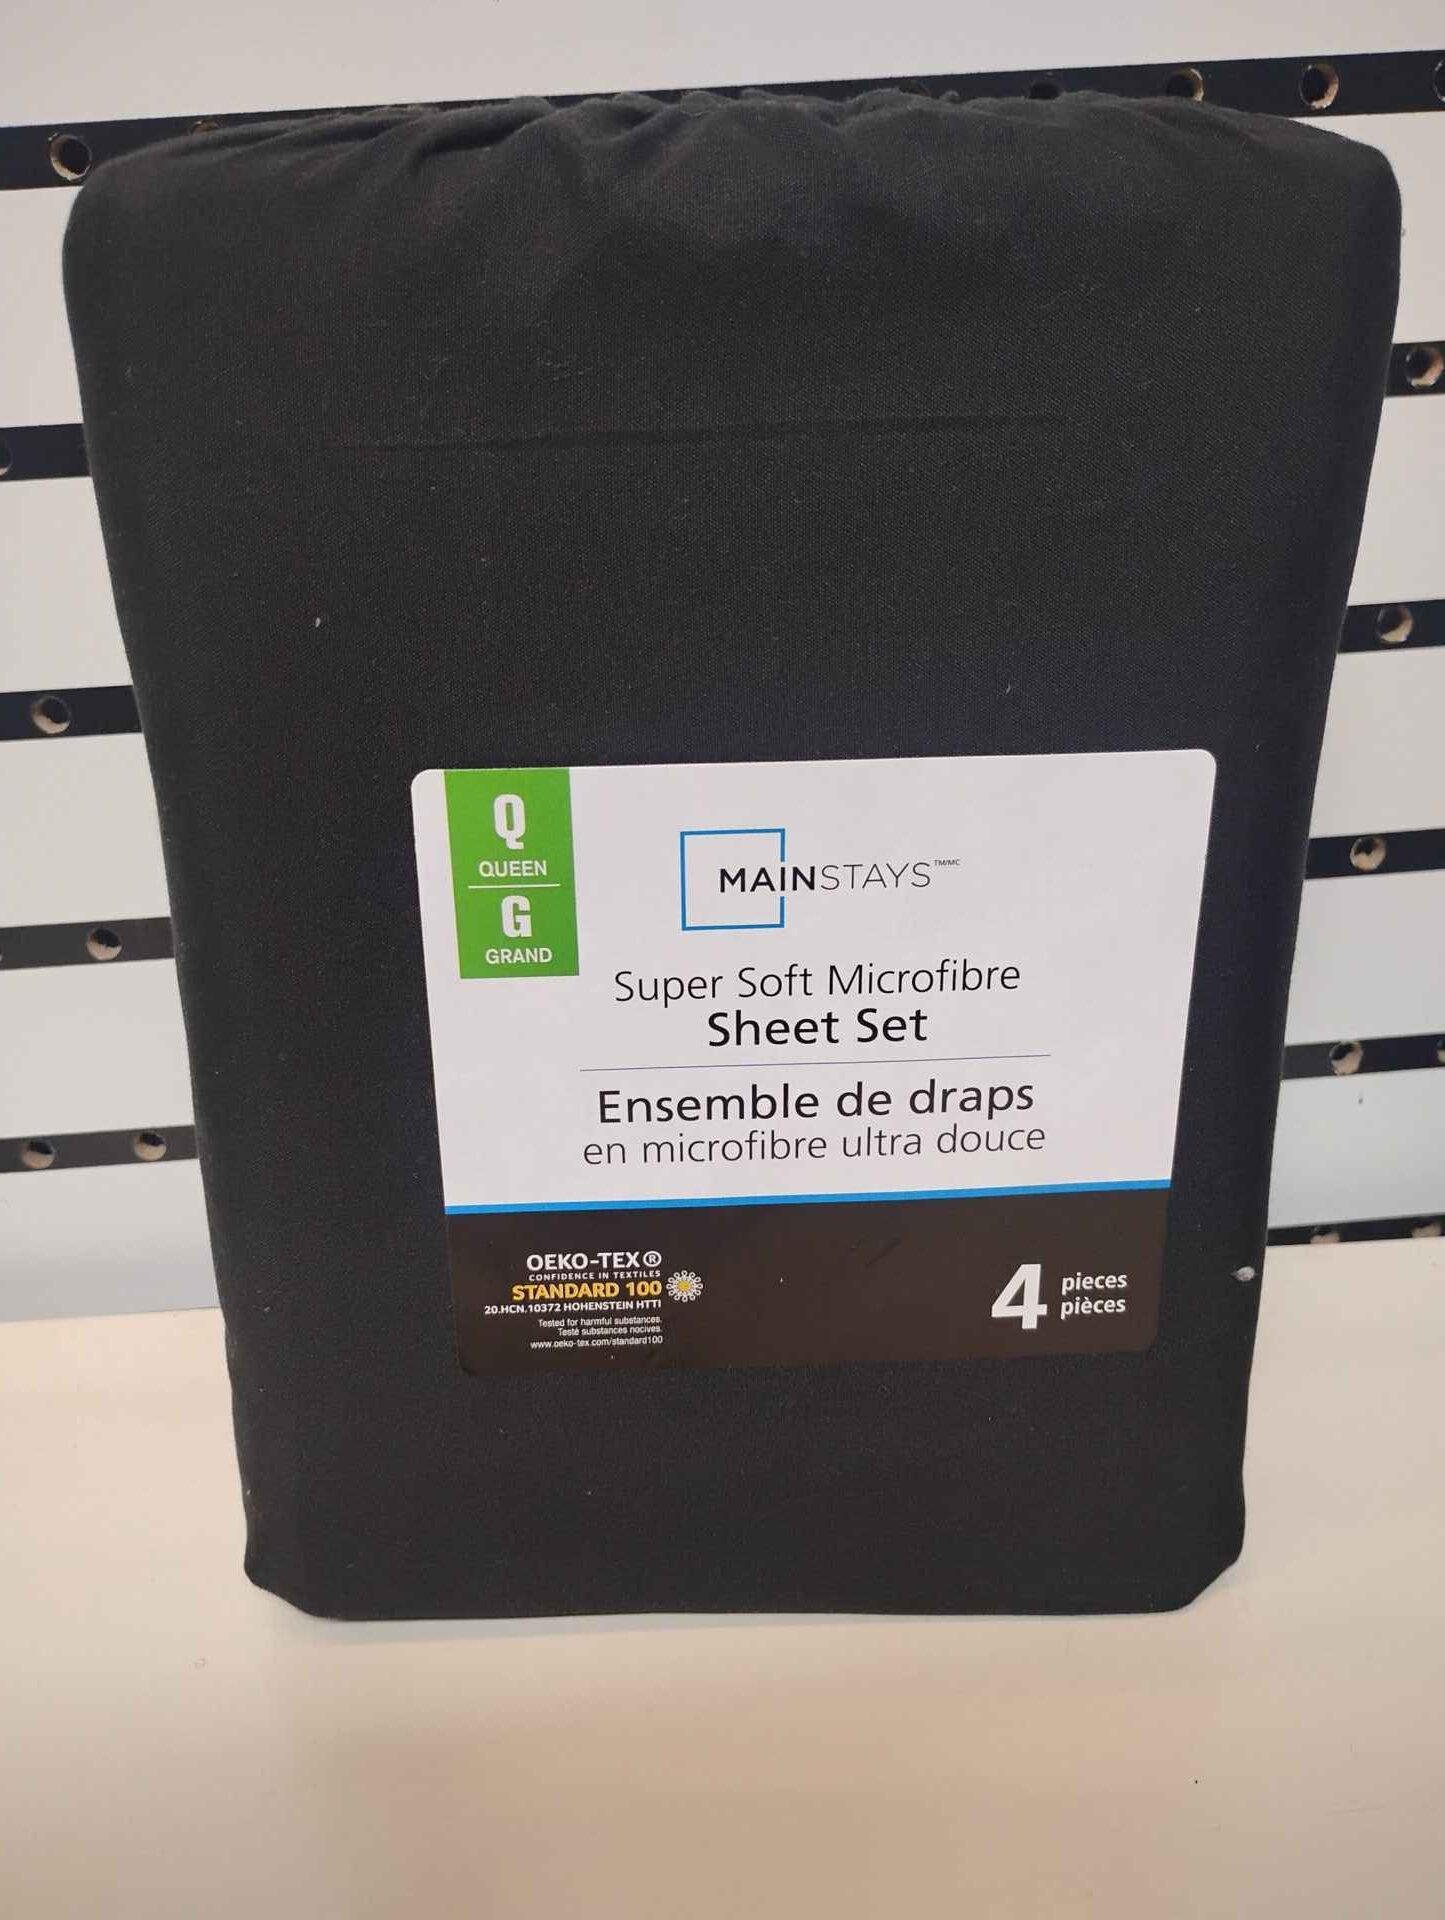 Q
QUEEN
G
GRAND
MAINSTAYS™/MC
Super Soft Microfibre
Sheet Set
Ensemble de draps
en microfibre ultra douce
OEKO-TEX®
CONFIDENCE IN TEXTILES
STANDARD 100
20.HCN.10372 HOHENSTEIN HTTI
Tested for harmful substances.
Testé substances nocives.
www.oeko-tex.com/standard100
4 pieces
pièces